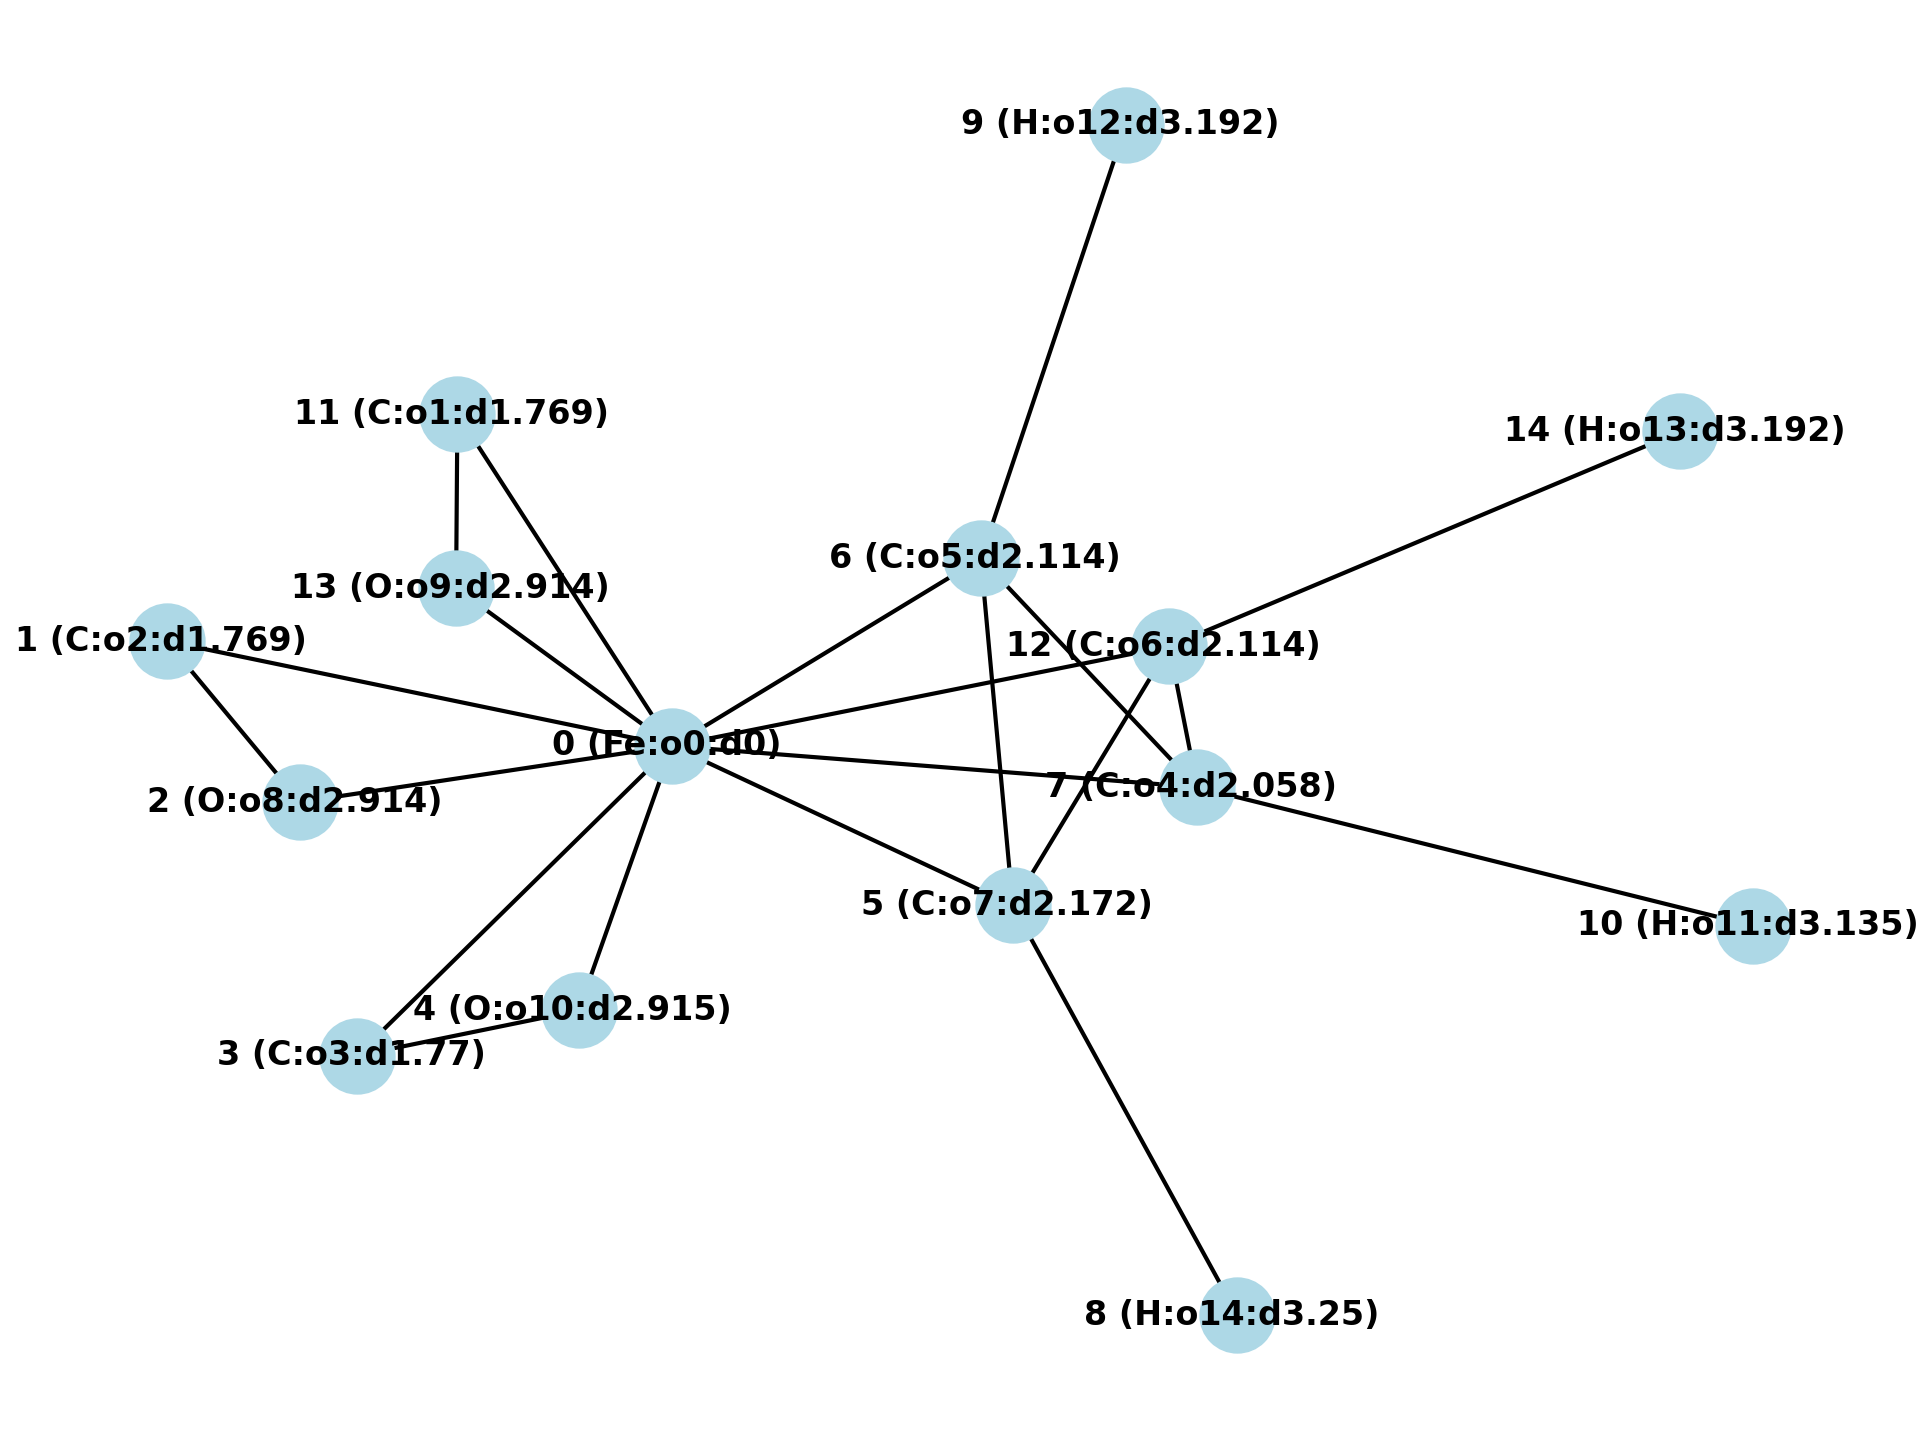 9 (H:o12:d3.192)
11 (C:o1:d1.769)
14 (H:o13:d3.192)
6 (C:o5:d2.114)
13 (O:o9:d2.914)
1 (C:o2:d1.769)
12 (C:o6:d2.114)
0 (Fe:o0:d0)
7 (C:o4:d2.058)
2 (O:o8:d2.914)
5 (C:o7:d2.172)
10 (H:o11:d3.135)
4 (O:o10:d2.915)
3 (C:o3:d1.77)
8 (H:o14:d3.25)